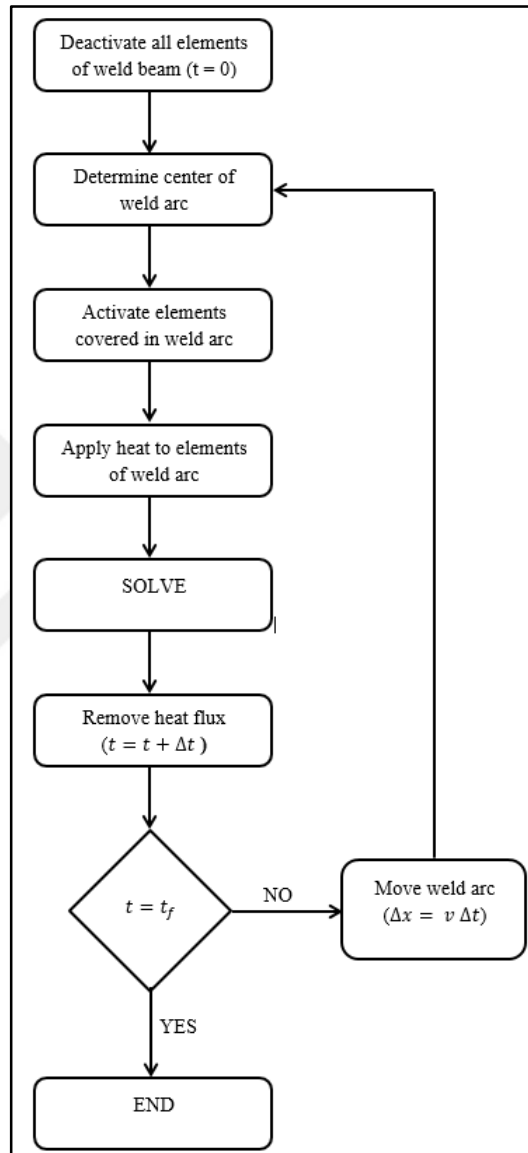 Deactivate all elements
of weld beam (t = 0)
Determine center of
weld arc
Activate elements
covered in weld arc
Apply heat to elements
of weld arc
SOLVE
Remove heat flux
(t = t + Δt )
t = t_f
NO
Move weld arc
(Δx = v Δt)
YES
END